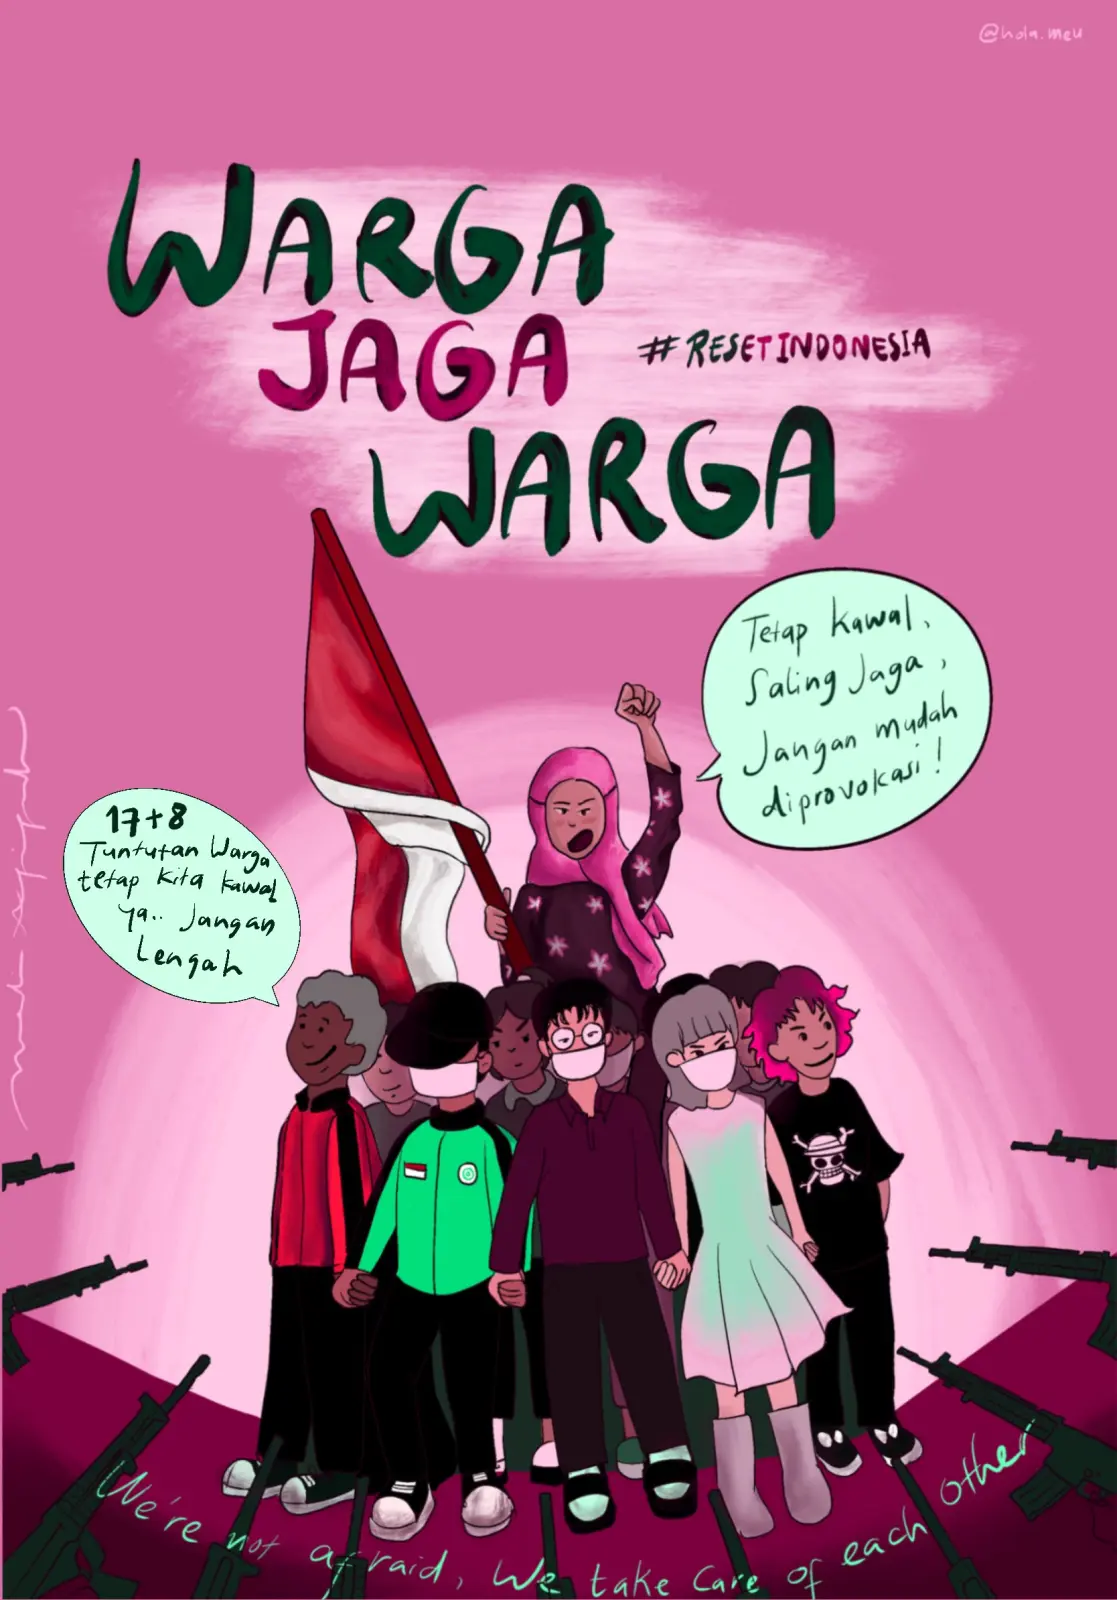 @hola.meu
WARGA
JAGA
#RESETINDONESIA
WARGA
Tetap kawal,
Saling Jaga,
Jangan mudah
diprovokasi!
17+8
Tuntutan Warga
tetap kita kawal
ya.. Jangan
Lengah
We're not afraid, We take care of each other